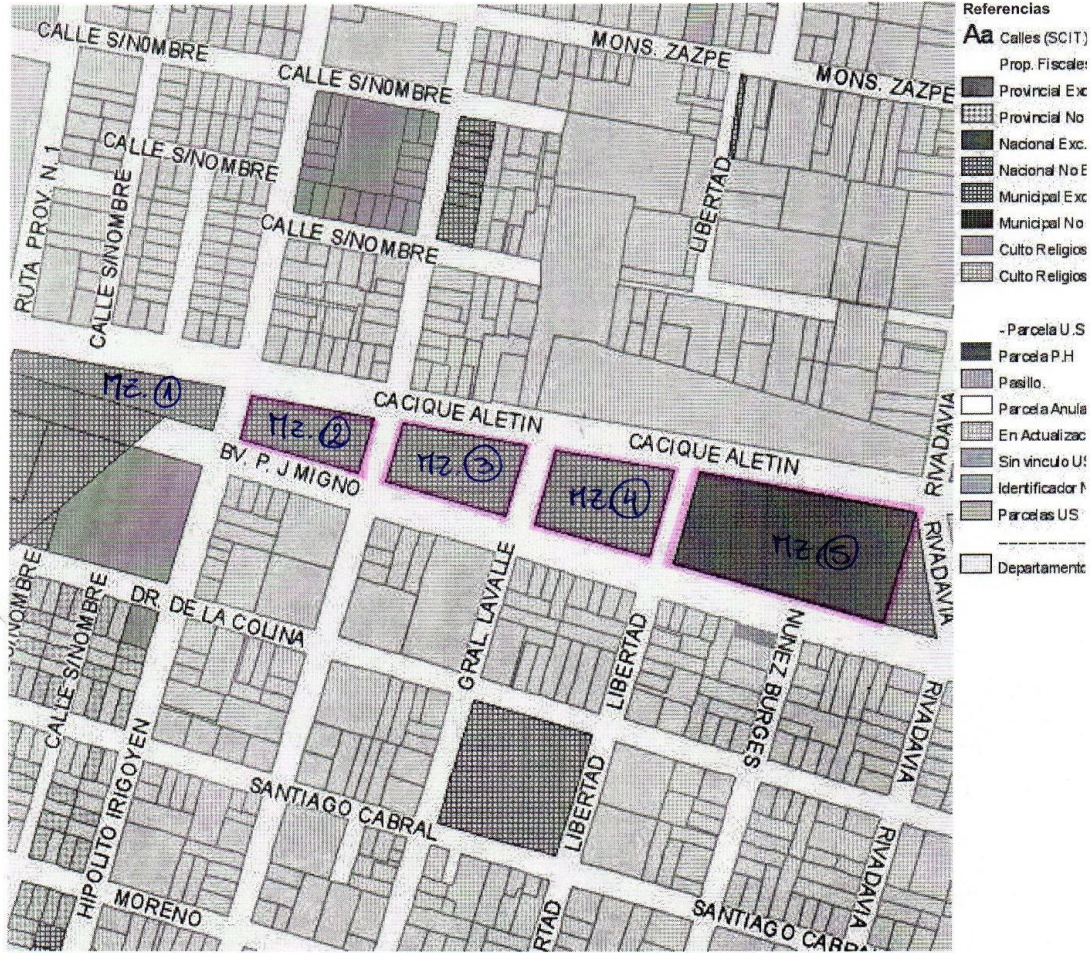 CALLE S/NOMBRE
MONS. ZAZPE
MONS. ZAZPE
CALLE S/NOMBRE
CALLE S/NOMBRE
CALLE S/NOMBRE
LIBERTAD
RUTA PROV. N. 1
CALLE S/NOMBRE
MZ. ①
CACIQUE ALETIN
MZ. ②
CACIQUE ALETIN
RIVADAVIA
BV. P. J MIGNO
MZ. ③
MZ. ④
MZ. ⑤
RIVADAVIA
S/NOMBRE
CALLE S/NOMBRE
DR. DE LA COLINA
GRAL LAVALLE
LIBERTAD
NUNEZ BURGES
RIVADAVIA
HIPOLITO IRIGOYEN
SANTIAGO CABRAL
LIBERTAD
RIVADAVIA
MORENO
RTAD
SANTIAGO CABRAL
Referencias
Aa Calles (SCIT)
Prop. Fiscales
Provincial Exc
Provincial No
Nacional Exc.
Nacional No E
Municipal Exc
Municipal No
Culto Religios
Culto Religios
- Parcela U.S
Parcela P.H
Pasillo.
Parcela Anula
En Actualizac
Sin vinculo US
Identificador N
Parcelas US
Departamento